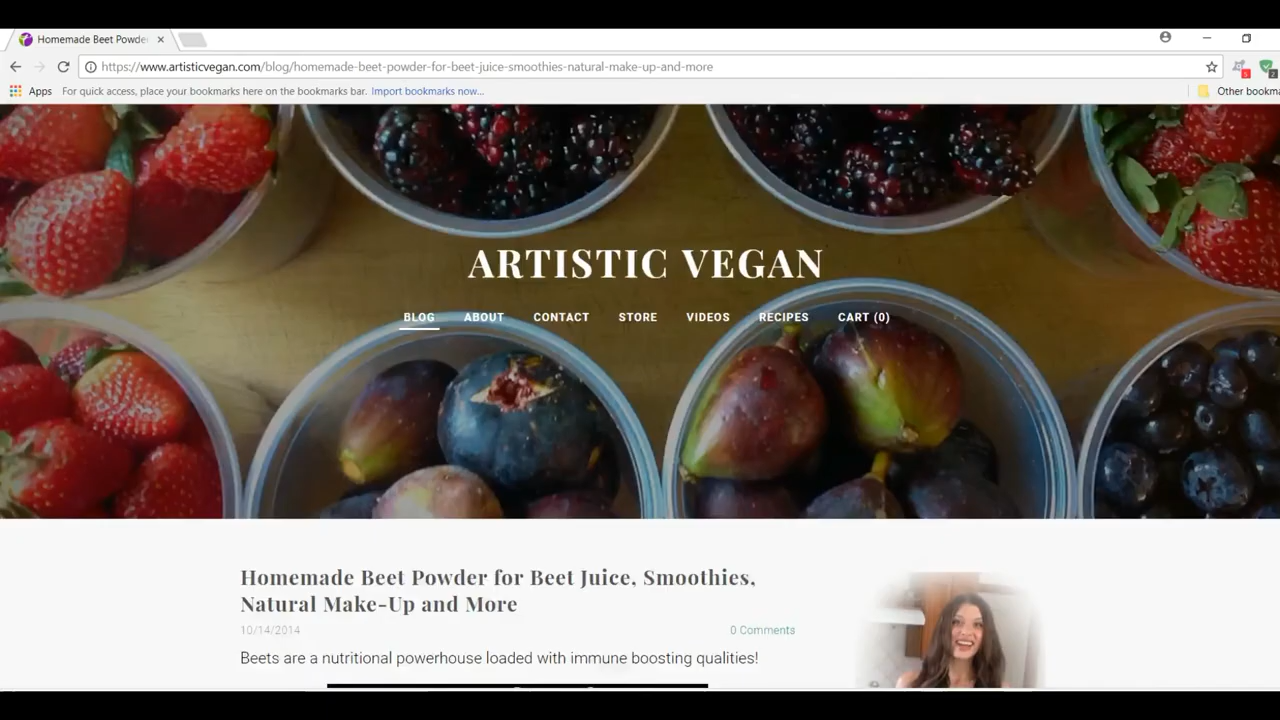 Homemade Beet Powde
https://www.artisticvegan.com/blog/homemade-beet-powder-for-beet-juice-smoothies-natural-make-up-and-more
5
2
Apps For quick access, place your bookmarks here on the bookmarks bar. Import bookmarks now... Other bookma
ARTISTIC VEGAN
BLOG ABOUT CONTACT STORE VIDEOS RECIPES CART (0)
Homemade Beet Powder for Beet Juice, Smoothies,
Natural Make-Up and More
10/14/2014 0 Comments
Beets are a nutritional powerhouse loaded with immune boosting qualities!